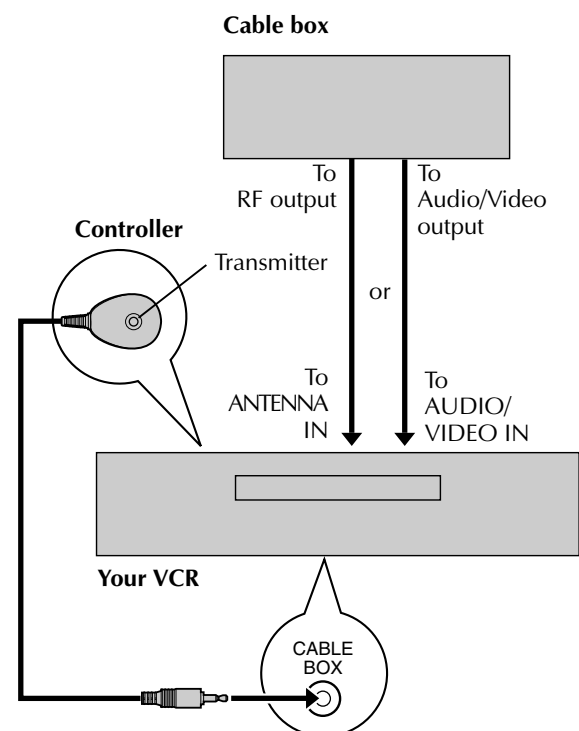 Cable box
To
RF output
To
Audio/Video
output
Controller
Transmitter
or
To
ANTENNA
IN
To
AUDIO/
VIDEO IN
Your VCR
CABLE
BOX